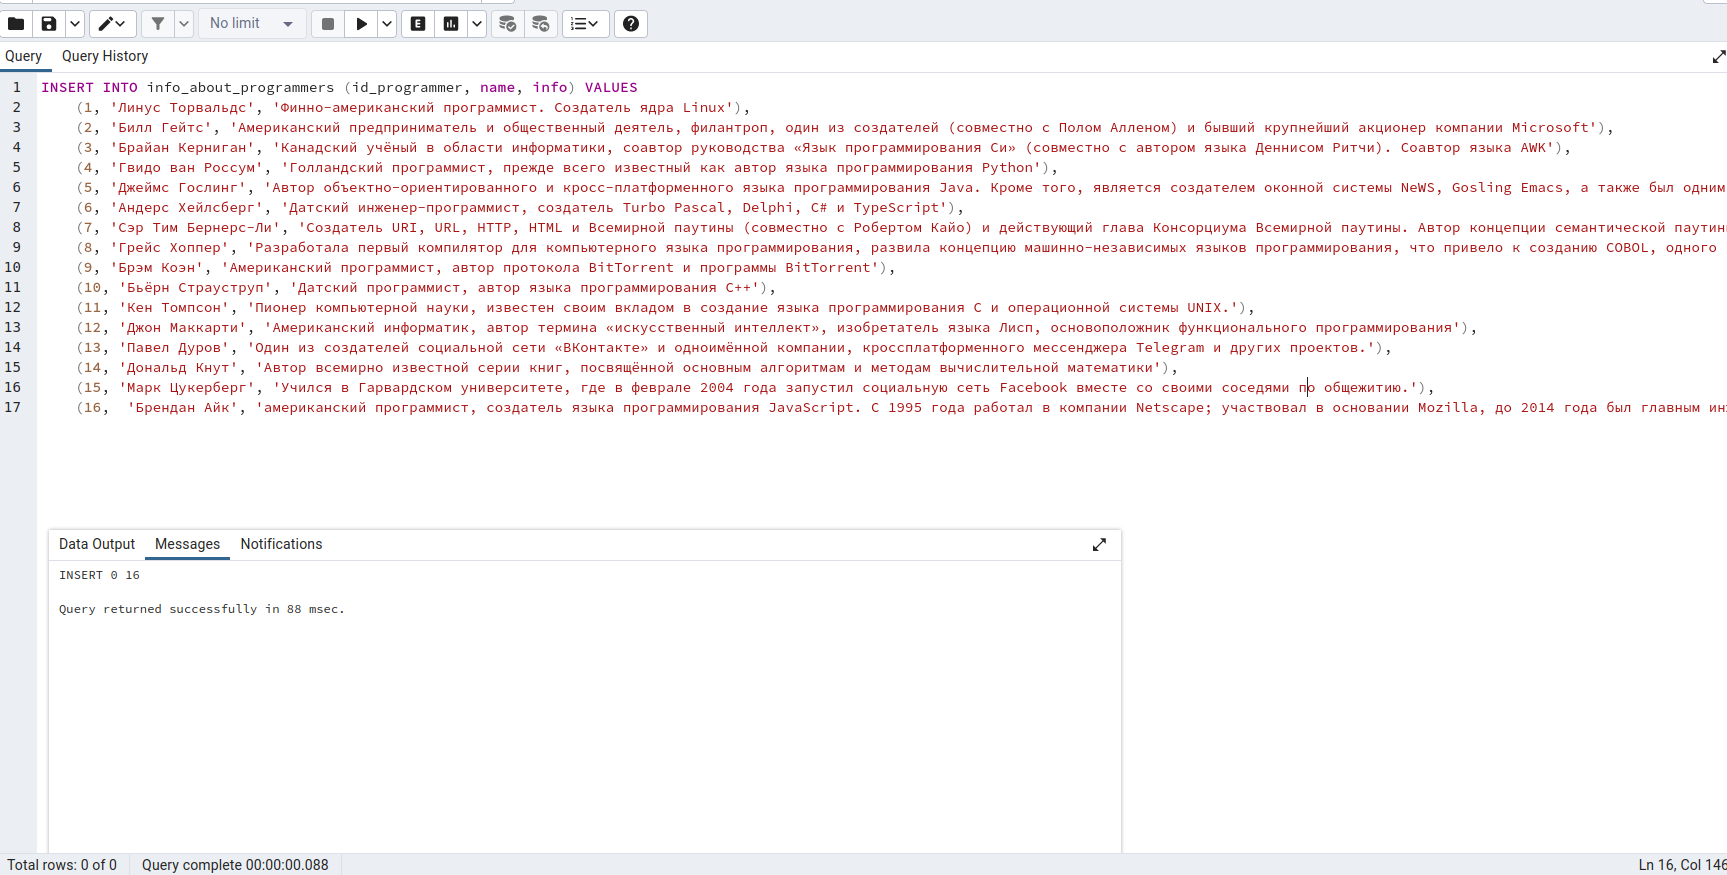 No limit
Query Query History
1 INSERT INTO info_about_programmers (id_programmer, name, info) VALUES
2 (1, 'Линус Торвальдс', 'Финно-американский программист. Создатель ядра Linux'),
3 (2, 'Билл Гейтс', 'Американский предприниматель и общественный деятель, филантроп, один из создателей (совместно с Полом Алленом) и бывший крупнейший акционер компании Microsoft'),
4 (3, 'Брайан Керниган', 'Канадский учёный в области информатики, соавтор руководства «Язык программирования Си» (совместно с автором языка Деннисом Ритчи). Соавтор языка AWK'),
5 (4, 'Гвидо ван Россум', 'Голландский программист, прежде всего известный как автор языка программирования Python'),
6 (5, 'Джеймс Гослинг', 'Автор объектно-ориентированного и кросс-платформенного языка программирования Java. Кроме того, является создателем оконной системы NeWS, Gosling Emacs, а также был одним
7 (6, 'Андерс Хейлсберг', 'Датский инженер-программист, создатель Turbo Pascal, Delphi, C# и TypeScript'),
8 (7, 'Сэр Тим Бернерс-Ли', 'Создатель URI, URL, HTTP, HTML и Всемирной паутины (совместно с Робертом Кайо) и действующий глава Консорциума Всемирной паутины. Автор концепции семантической паутин
9 (8, 'Грейс Хоппер', 'Разработала первый компилятор для компьютерного языка программирования, развила концепцию машинно-независимых языков программирования, что привело к созданию COBOL, одного
10 (9, 'Брэм Коэн', 'Американский программист, автор протокола BitTorrent и программы BitTorrent'),
11 (10, 'Бьёрн Страуструп', 'Датский программист, автор языка программирования C++'),
12 (11, 'Кен Томпсон', 'Пионер компьютерной науки, известен своим вкладом в создание языка программирования C и операционной системы UNIX.'),
13 (12, 'Джон Маккарти', 'Американский информатик, автор термина «искусственный интеллект», изобретатель языка Лисп, основоположник функционального программирования'),
14 (13, 'Павел Дуров', 'Один из создателей социальной сети «ВКонтакте» и одноимённой компании, кроссплатформенного мессенджера Telegram и других проектов.'),
15 (14, 'Дональд Кнут', 'Автор всемирно известной серии книг, посвящённой основным алгоритмам и методам вычислительной математики'),
16 (15, 'Марк Цукерберг', 'Учился в Гарвардском университете, где в феврале 2004 года запустил социальную сеть Facebook вместе со своими соседями по общежитию.'),
17 (16, 'Брендан Айк', 'американский программист, создатель языка программирования JavaScript. С 1995 года работал в компании Netscape; участвовал в основании Mozilla, до 2014 года был главным ин
Data Output Messages Notifications
INSERT 0 16
Query returned successfully in 88 msec.
Total rows: 0 of 0 Query complete 00:00:00.088 Ln 16, Col 146